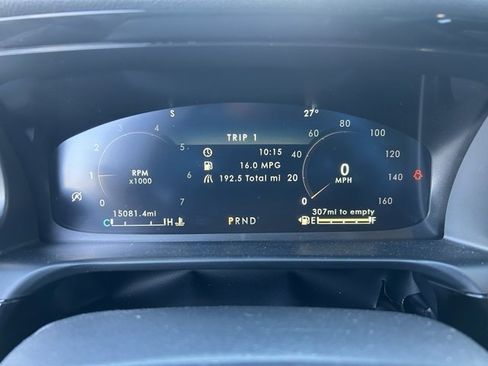 S 27°
TRIP 1
10:15
16.0 MPG
192.5 Total mi
1 2 3 4 5 6 7
RPM
x1000
0 20 40 60 80 100 120 140 160
0
MPH
15081.4mi
C H
PRND
307mi to empty
E F